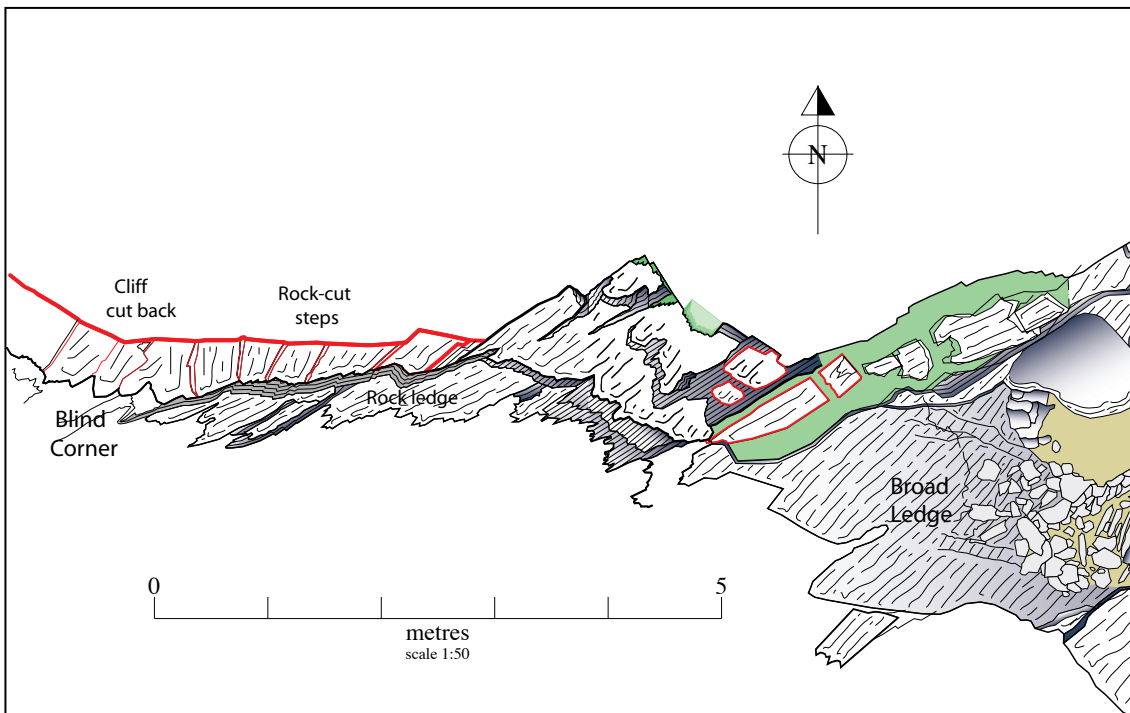 N
Cliff
cut back
Rock-cut
steps
Rock ledge
Blind
Corner
Broad
Ledge
0
5
metres
scale 1:50